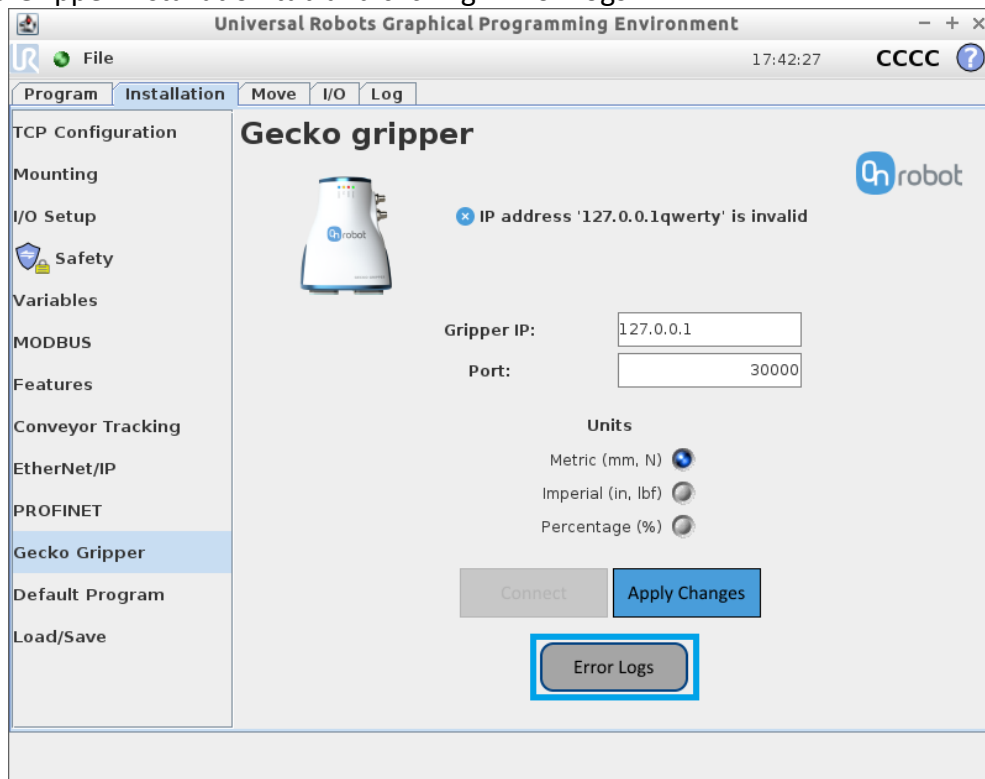 Universal Robots Graphical Programming Environment
File 17:42:27 CCCC ?
Program Installation Move I/O Log
TCP Configuration
Mounting
I/O Setup
Safety
Variables
MODBUS
Features
Conveyor Tracking
EtherNet/IP
PROFINET
Gecko Gripper
Default Program
Load/Save
Gecko gripper
OnRobot
OnRobot
IP address '127.0.0.1qwerty' is invalid
Gripper IP: 127.0.0.1
Port: 30000
Units
Metric (mm, N)
Imperial (in, lbf)
Percentage (%)
Connect Apply Changes
Error Logs